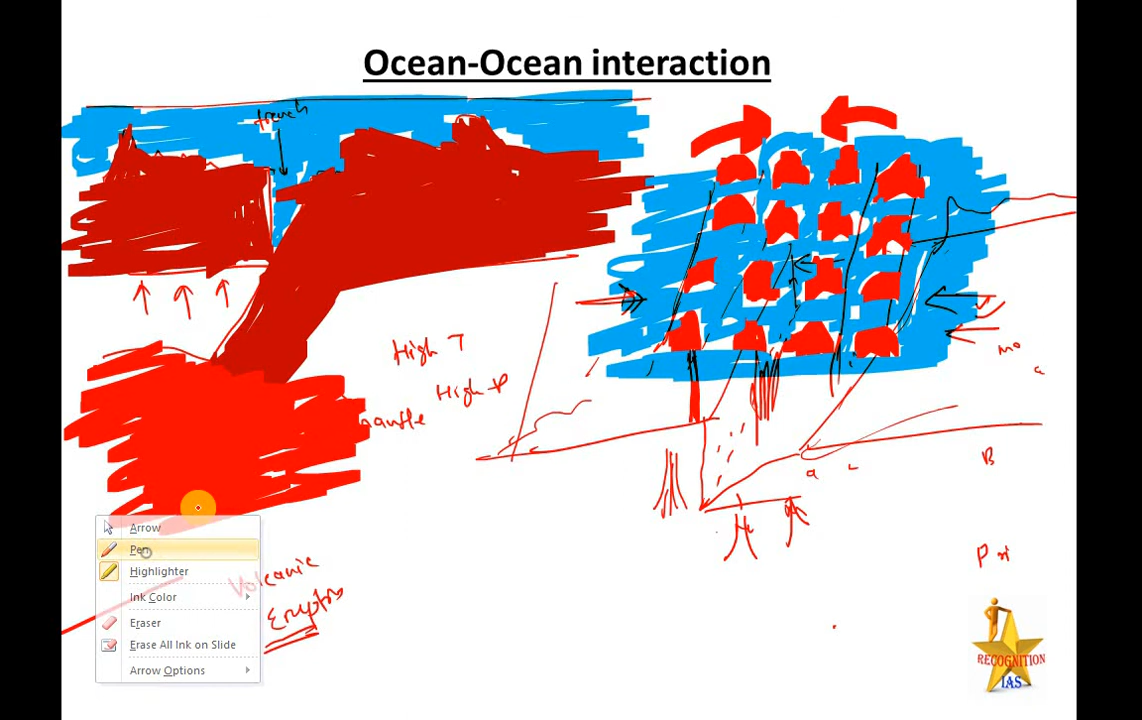 Ocean-Ocean interaction
trench
High T
High P
mantle
Mo
a
a
B
P
Arrow
Pen
Highlighter
Ink Color
Eraser
Erase All Ink on Slide
Arrow Options
Volcanic
Eruption
RECOGNITION
IAS